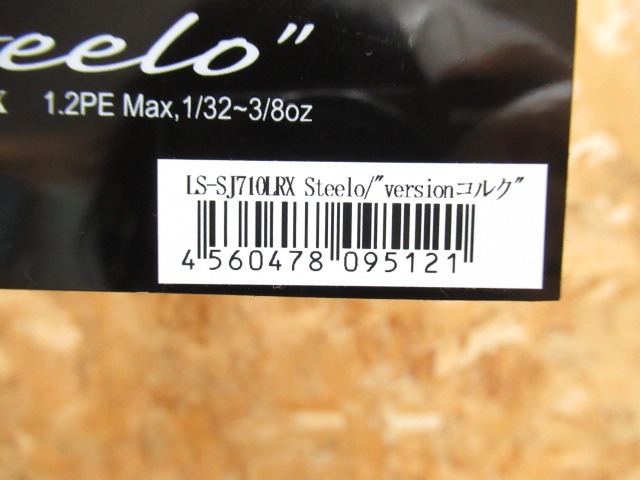 teelo"
X 1.2PE Max,1/32~3/8oz
LS-SJ710LRX Steelo/"versionコルク"
4 560478 095121